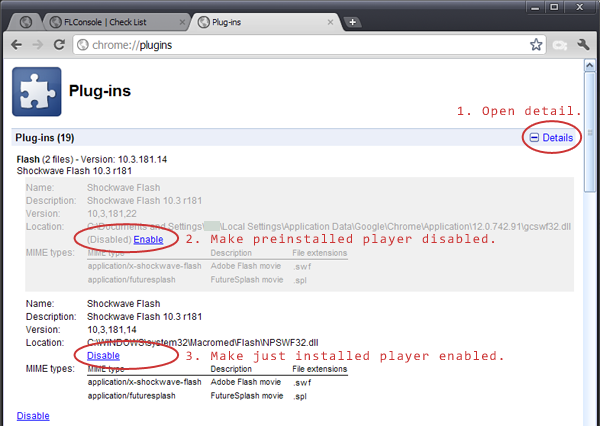 FLConsole | Check List
Plug-ins
chrome://plugins
Plug-ins
1. Open detail.
Plug-ins (19)
Details
Flash (2 files) - Version: 10.3.181.14
Shockwave Flash 10.3 r181
Name: Shockwave Flash
Description: Shockwave Flash 10.3 r181
Version: 10,3,181,22
Location: C:\Documents and Settings\ \Local Settings\Application Data\Google\Chrome\Application\12.0.742.91\gcswf32.dll
(Disabled) Enable
2. Make preinstalled player disabled.
MIME types: MIME type Description File extensions
application/x-shockwave-flash Adobe Flash movie .swf
application/futuresplash FutureSplash movie .spl
Name: Shockwave Flash
Description: Shockwave Flash 10.3 r181
Version: 10,3,181,14
Location: C:\WINDOWS\system32\Macromed\Flash\NPSWF32.dll
Disable
3. Make just installed player enabled.
MIME types: MIME type Description File extensions
application/x-shockwave-flash Adobe Flash movie .swf
application/futuresplash FutureSplash movie .spl
Disable